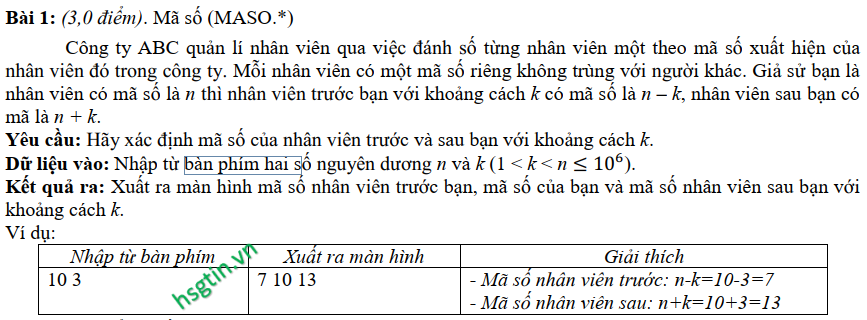 Bài 1: (3,0 điểm). Mã số (MASO.*)
Công ty ABC quản lí nhân viên qua việc đánh số từng nhân viên một theo mã số xuất hiện của
nhân viên đó trong công ty. Mỗi nhân viên có một mã số riêng không trùng với người khác. Giả sử bạn là
nhân viên có mã số là n thì nhân viên trước bạn với khoảng cách k có mã số là n – k, nhân viên sau bạn có
mã là n + k.
Yêu cầu: Hãy xác định mã số của nhân viên trước và sau bạn với khoảng cách k.
Dữ liệu vào: Nhập từ bàn phím hai số nguyên dương n và k (1 < k < n ≤ 10⁶).
Kết quả ra: Xuất ra màn hình mã số nhân viên trước bạn, mã số của bạn và mã số nhân viên sau bạn với
khoảng cách k.
Ví dụ:
Nhập từ bàn phím Xuất ra màn hình Giải thích
10 3 7 10 13 - Mã số nhân viên trước: n-k=10-3=7
- Mã số nhân viên sau: n+k=10+3=13
hsgtin.vn